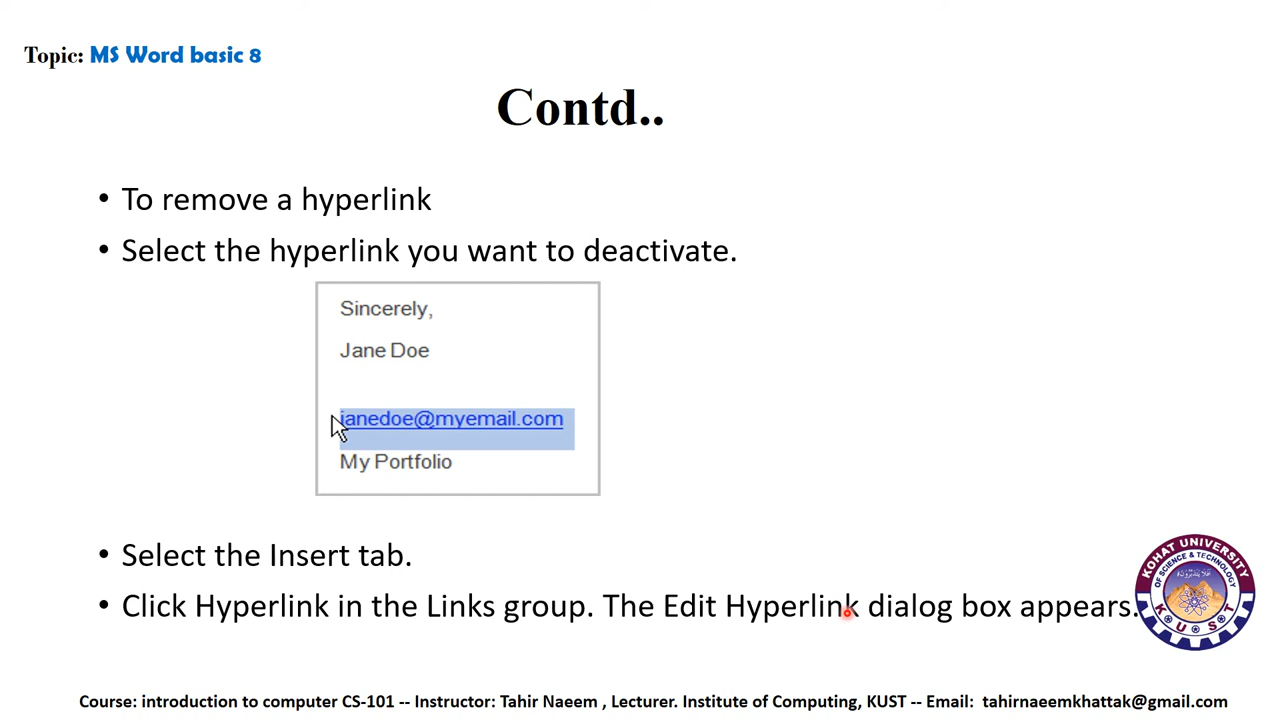 Topic: MS Word basic 8
Contd..
• To remove a hyperlink
• Select the hyperlink you want to deactivate.
Sincerely,
Jane Doe
janedoe@myemail.com
My Portfolio
• Select the Insert tab.
• Click Hyperlink in the Links group. The Edit Hyperlink dialog box appears.
KOHAT UNIVERSITY
OF SCIENCE & TECHNOLOGY
K U S T
Course: introduction to computer CS-101 -- Instructor: Tahir Naeem , Lecturer. Institute of Computing, KUST -- Email: tahirnaeemkhattak@gmail.com